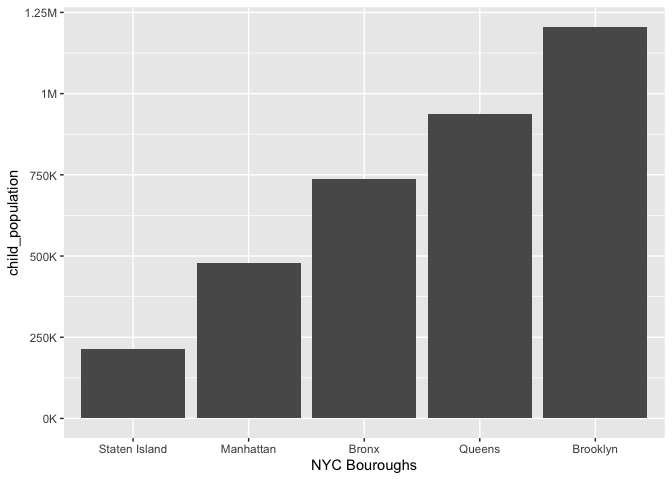 1.25M
1M
750K
500K
250K
0K
child_population
Staten Island Manhattan Bronx Queens Brooklyn
NYC Bouroughs